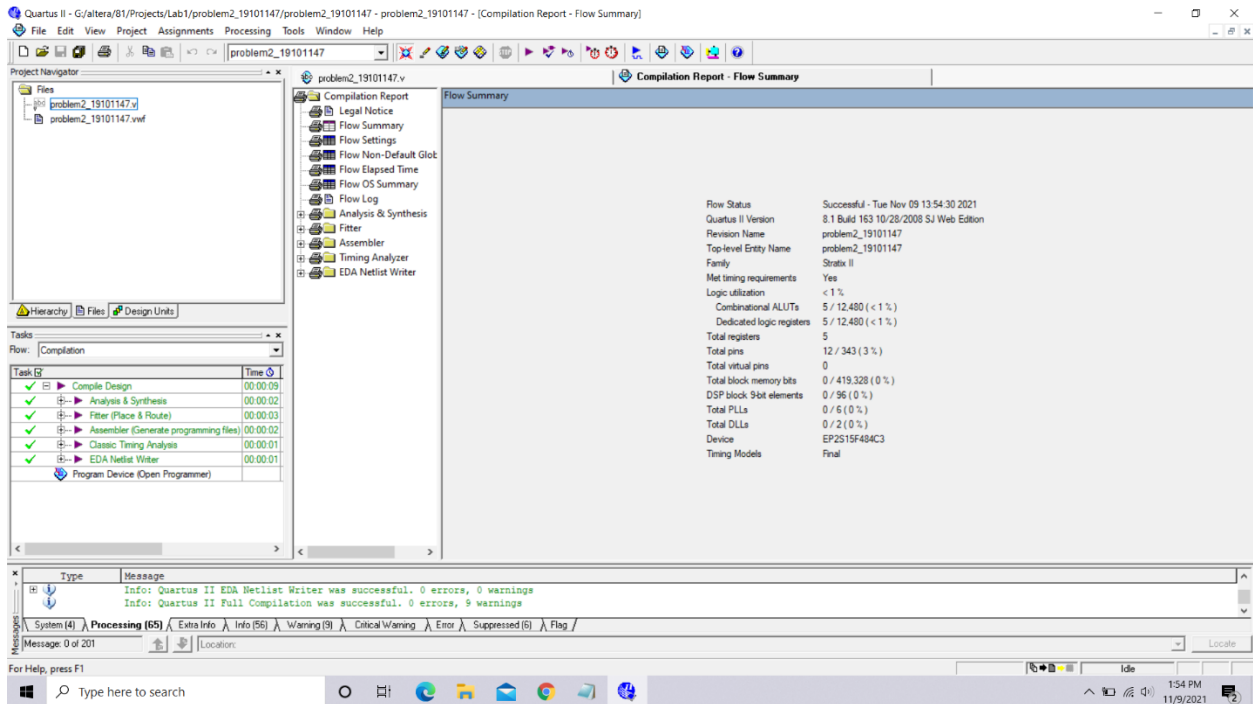 Quartus II - G:/altera/81/Projects/Lab1/problem2_19101147/problem2_19101147 - problem2_19101147 - [Compilation Report - Flow Summary]
File Edit View Project Assignments Processing Tools Window Help
problem2_19101147
Project Navigator
Files
problem2_19101147.v
problem2_19101147.vwf
Hierarchy Files Design Units
Tasks
Flow: Compilation
Task Time
Compile Design 00:00:09
Analysis & Synthesis 00:00:02
Fitter (Place & Route) 00:00:03
Assembler (Generate programming files) 00:00:02
Classic Timing Analysis 00:00:01
EDA Netlist Writer 00:00:01
Program Device (Open Programmer)
problem2_19101147.v
Compilation Report - Flow Summary
Compilation Report
Legal Notice
Flow Summary
Flow Settings
Flow Non-Default Glob
Flow Elapsed Time
Flow OS Summary
Flow Log
Analysis & Synthesis
Fitter
Assembler
Timing Analyzer
EDA Netlist Writer
Flow Summary
Flow Status Successful - Tue Nov 09 13:54:30 2021
Quartus II Version 8.1 Build 163 10/28/2008 SJ Web Edition
Revision Name problem2_19101147
Top-level Entity Name problem2_19101147
Family Stratix II
Met timing requirements Yes
Logic utilization < 1 %
Combinational ALUTs 5 / 12,480 ( < 1 % )
Dedicated logic registers 5 / 12,480 ( < 1 % )
Total registers 5
Total pins 12 / 343 ( 3 % )
Total virtual pins 0
Total block memory bits 0 / 419,328 ( 0 % )
DSP block 9-bit elements 0 / 96 ( 0 % )
Total PLLs 0 / 6 ( 0 % )
Total DLLs 0 / 2 ( 0 % )
Device EP2S15F484C3
Timing Models Final
Type Message
Info: Quartus II EDA Netlist Writer was successful. 0 errors, 0 warnings
Info: Quartus II Full Compilation was successful. 0 errors, 9 warnings
System (4) Processing (65) Extra Info Info (56) Warning (9) Critical Warning Error Suppressed (6) Flag
Messages
Message: 0 of 201 Location: Locate
For Help, press F1 Idle
Type here to search
1:54 PM
11/9/2021
2